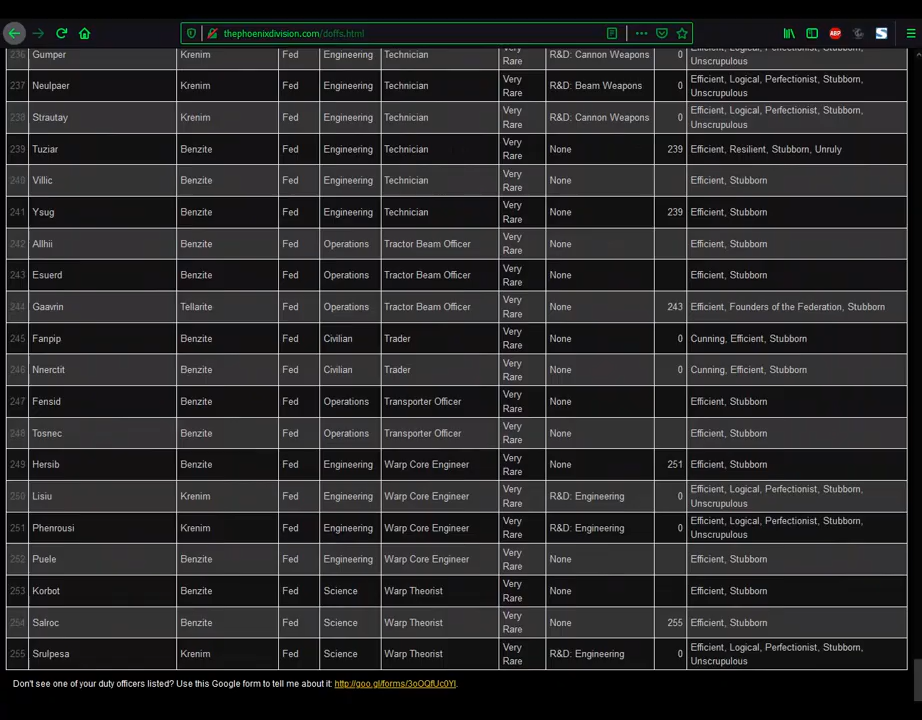 thephoenixdivision.com/doffs.html
ABP
S
236 Gumper Krenim Fed Engineering Technician Very Rare R&D: Cannon Weapons 0 Efficient, Logical, Perfectionist, Stubborn, Unscrupulous
237 Neulpaer Krenim Fed Engineering Technician Very Rare R&D: Beam Weapons 0 Efficient, Logical, Perfectionist, Stubborn, Unscrupulous
238 Strautay Krenim Fed Engineering Technician Very Rare R&D: Cannon Weapons 0 Efficient, Logical, Perfectionist, Stubborn, Unscrupulous
239 Tuziar Benzite Fed Engineering Technician Very Rare None 239 Efficient, Resilient, Stubborn, Unruly
240 Villic Benzite Fed Engineering Technician Very Rare None Efficient, Stubborn
241 Ysug Benzite Fed Engineering Technician Very Rare None 239 Efficient, Stubborn
242 Allhii Benzite Fed Operations Tractor Beam Officer Very Rare None Efficient, Stubborn
243 Esuerd Benzite Fed Operations Tractor Beam Officer Very Rare None Efficient, Stubborn
244 Gaavrin Tellarite Fed Operations Tractor Beam Officer Very Rare None 243 Efficient, Founders of the Federation, Stubborn
245 Fanpip Benzite Fed Civilian Trader Very Rare None 0 Cunning, Efficient, Stubborn
246 Nnerctit Benzite Fed Civilian Trader Very Rare None 0 Cunning, Efficient, Stubborn
247 Fensid Benzite Fed Operations Transporter Officer Very Rare None Efficient, Stubborn
248 Tosnec Benzite Fed Operations Transporter Officer Very Rare None Efficient, Stubborn
249 Hersib Benzite Fed Engineering Warp Core Engineer Very Rare None 251 Efficient, Stubborn
250 Lisiu Krenim Fed Engineering Warp Core Engineer Very Rare R&D: Engineering 0 Efficient, Logical, Perfectionist, Stubborn, Unscrupulous
251 Phenrousi Krenim Fed Engineering Warp Core Engineer Very Rare R&D: Engineering 0 Efficient, Logical, Perfectionist, Stubborn, Unscrupulous
252 Puele Benzite Fed Engineering Warp Core Engineer Very Rare None Efficient, Stubborn
253 Korbot Benzite Fed Science Warp Theorist Very Rare None Efficient, Stubborn
254 Salroc Benzite Fed Science Warp Theorist Very Rare None 255 Efficient, Stubborn
255 Srulpesa Krenim Fed Science Warp Theorist Very Rare R&D: Engineering 0 Efficient, Logical, Perfectionist, Stubborn, Unscrupulous
Don't see one of your duty officers listed? Use this Google form to tell me about it: http://goo.gl/forms/3oOQfUc0YI.